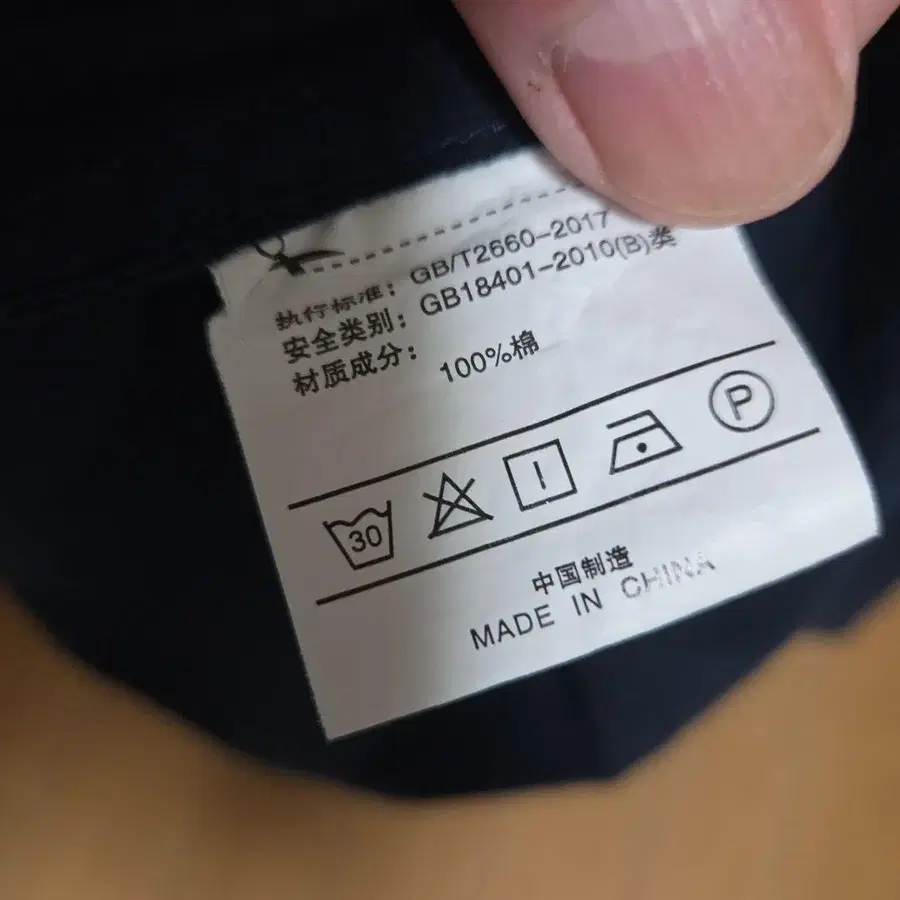 执行标准: GB/T2660-2017
安全类别: GB18401-2010(B)类
材质成分: 100%棉
30
P
中国制造
MADE IN CHINA